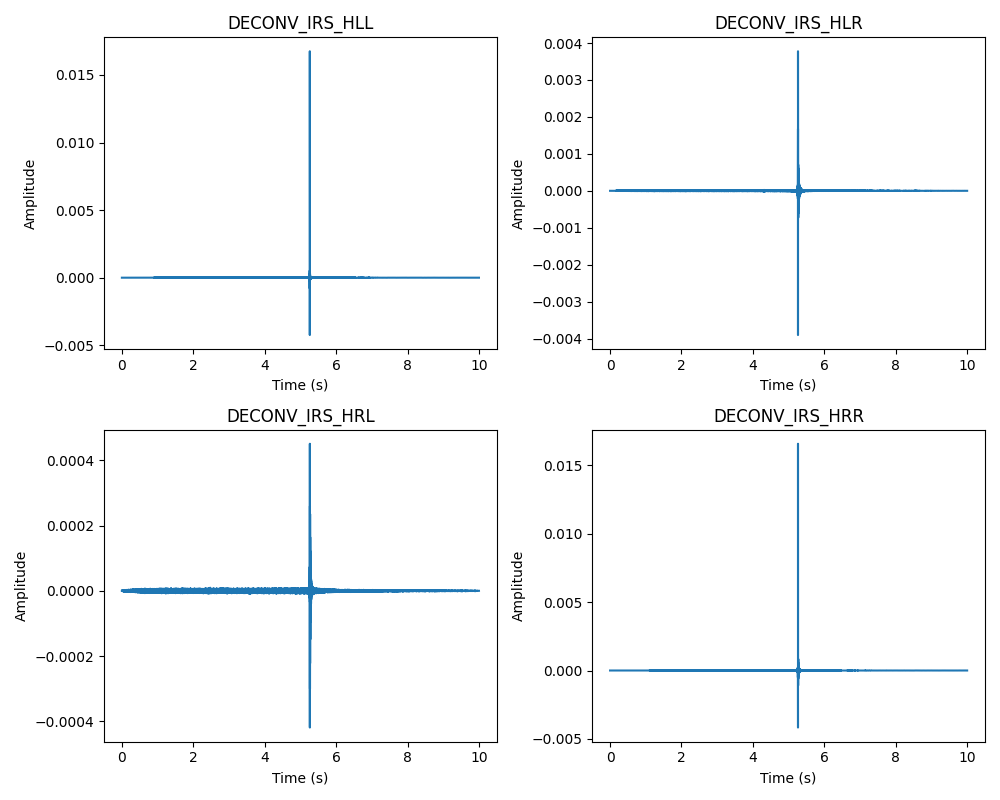 DECONV_IRS_HLL
0.015
0.010
0.005
0.000
−0.005
Amplitude
0 2 4 6 8 10
Time (s)
DECONV_IRS_HLR
0.004
0.003
0.002
0.001
0.000
−0.001
−0.002
−0.003
−0.004
Amplitude
0 2 4 6 8 10
Time (s)
DECONV_IRS_HRL
0.0004
0.0002
0.0000
−0.0002
−0.0004
Amplitude
0 2 4 6 8 10
Time (s)
DECONV_IRS_HRR
0.015
0.010
0.005
0.000
−0.005
Amplitude
0 2 4 6 8 10
Time (s)